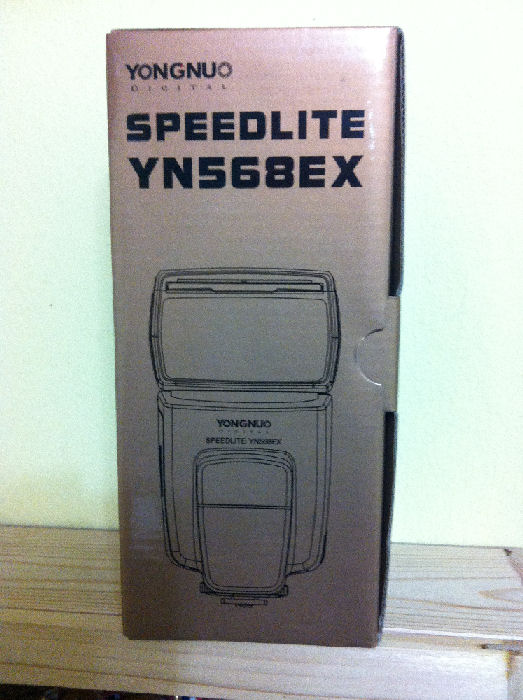 YONGNUO
DIGITAL
SPEEDLITE
YN568EX
YONGNUO
DIGITAL
SPEEDLITE YN568EX